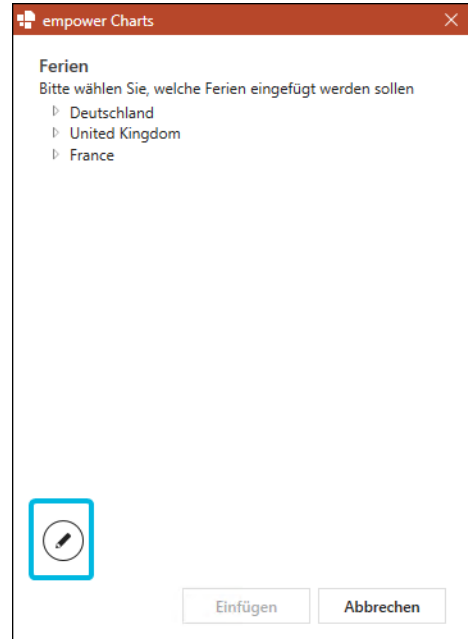 empower Charts
Ferien
Bitte wählen Sie, welche Ferien eingefügt werden sollen
Deutschland
United Kingdom
France
Einfügen
Abbrechen